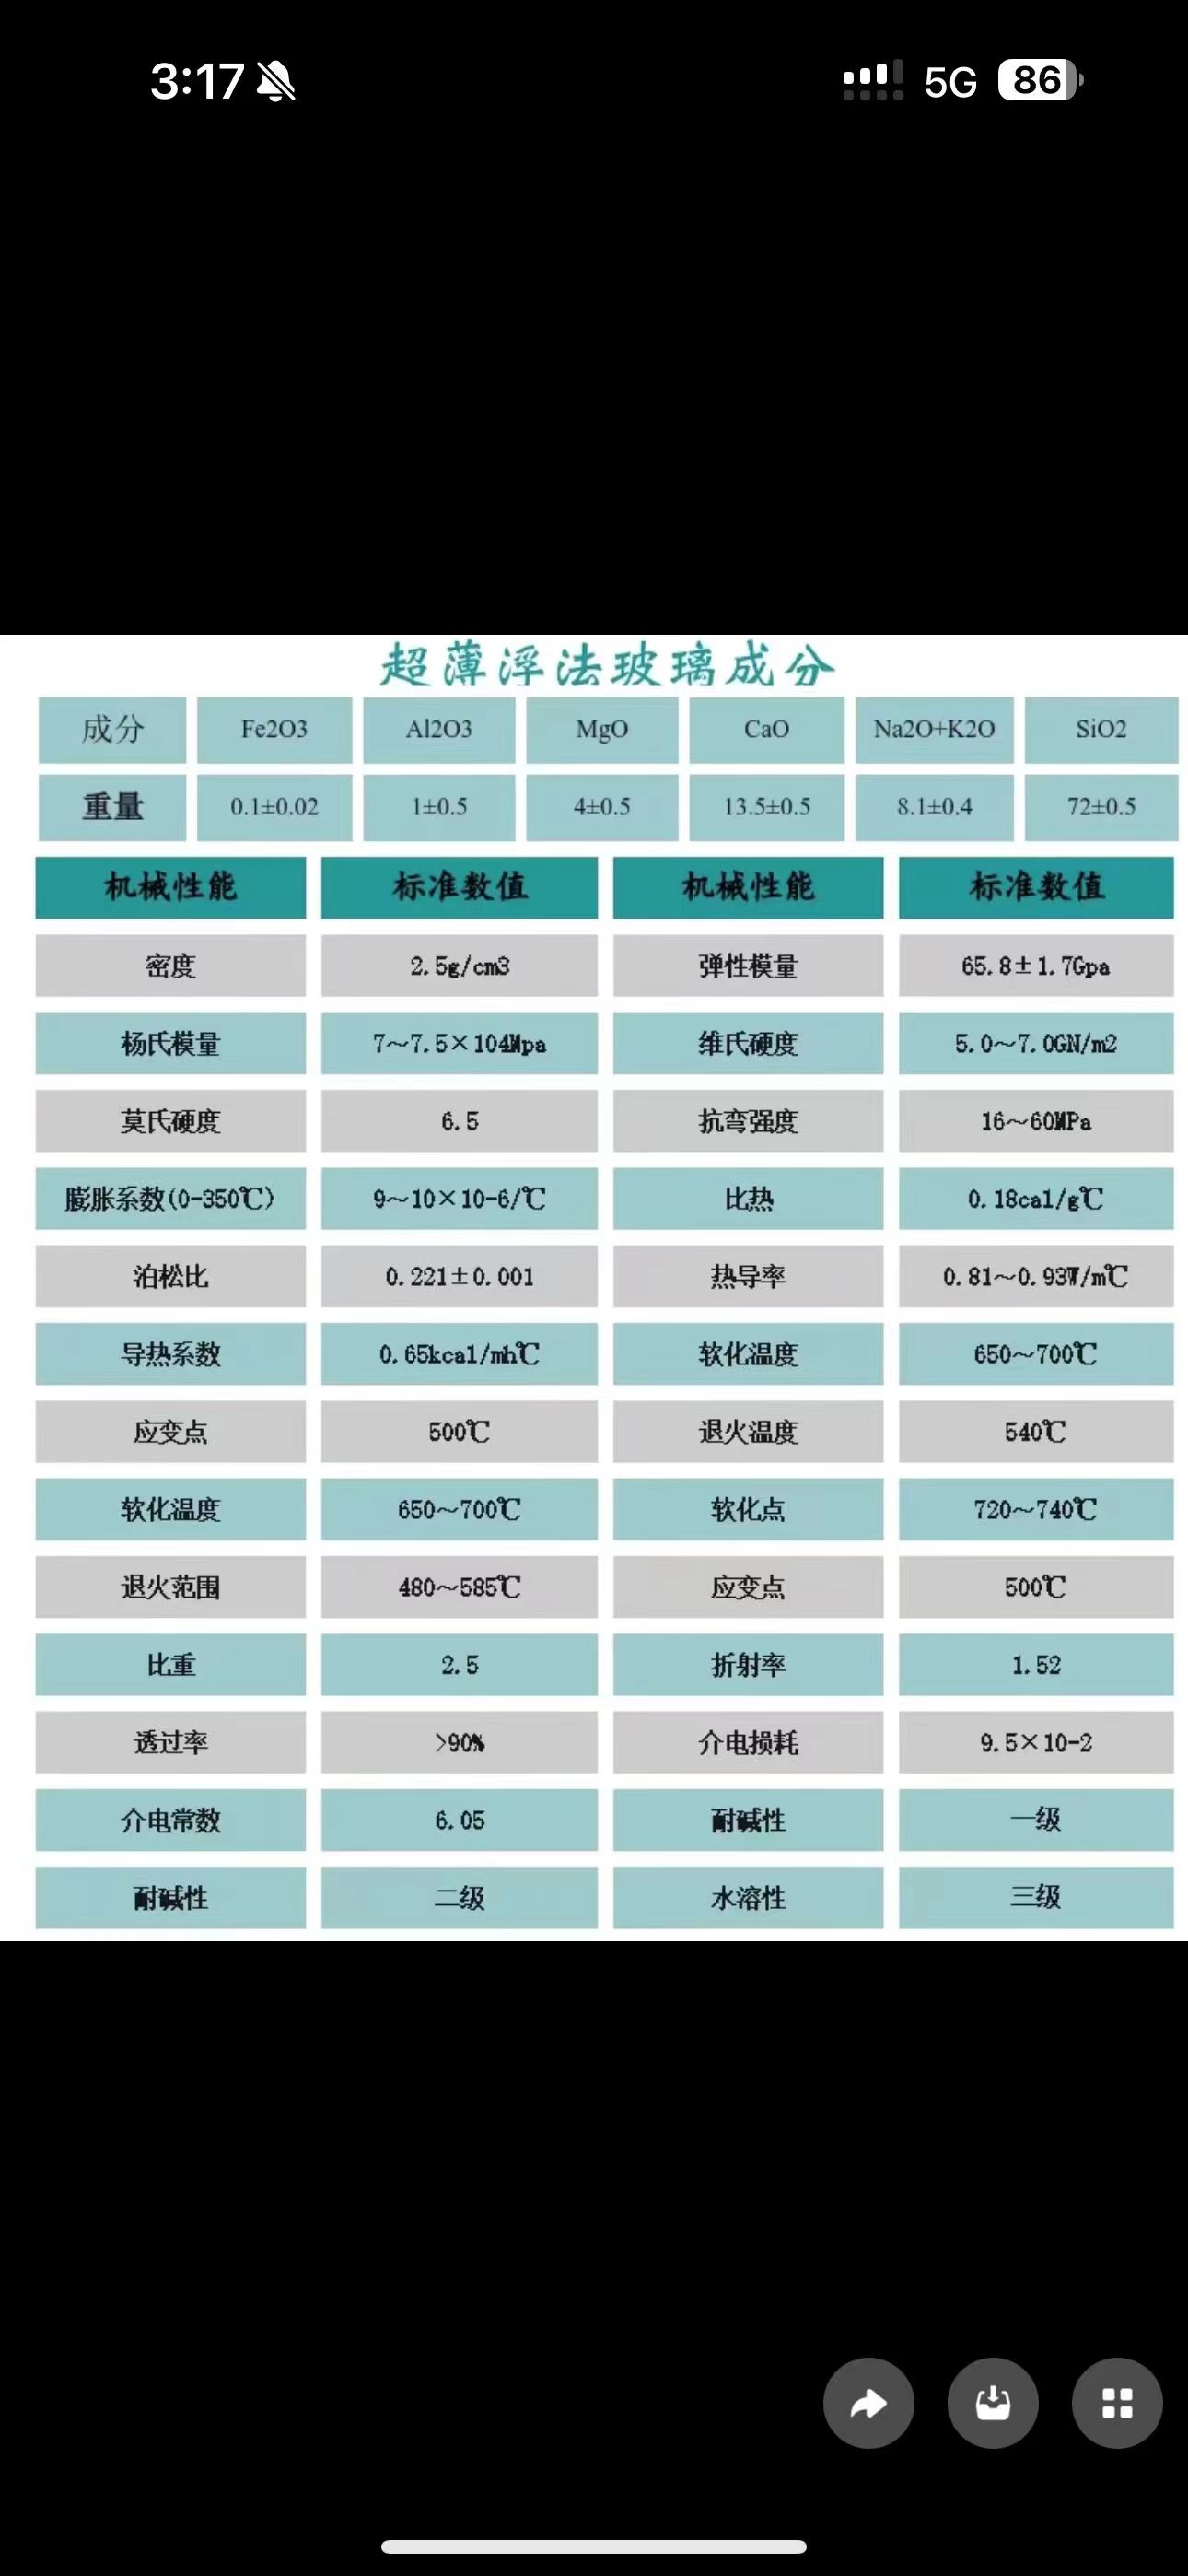 3:17 5G 86
超薄浮法玻璃成分
成分 Fe2O3 Al2O3 MgO CaO Na2O+K2O SiO2
重量 0.1±0.02 1±0.5 4±0.5 13.5±0.5 8.1±0.4 72±0.5
机械性能 标准数值 机械性能 标准数值
密度 2.5g/cm3 弹性模量 65.8±1.7Gpa
杨氏模量 7～7.5×104Mpa 维氏硬度 5.0～7.0GN/m2
莫氏硬度 6.5 抗弯强度 16～60MPa
膨胀系数(0-350℃) 9～10×10-6/℃ 比热 0.18cal/g℃
泊松比 0.221±0.001 热导率 0.81～0.93W/m℃
导热系数 0.65kcal/mh℃ 软化温度 650～700℃
应变点 500℃ 退火温度 540℃
软化温度 650～700℃ 软化点 720～740℃
退火范围 480～585℃ 应变点 500℃
比重 2.5 折射率 1.52
透过率 >90% 介电损耗 9.5×10-2
介电常数 6.05 耐碱性 一级
耐碱性 二级 水溶性 三级